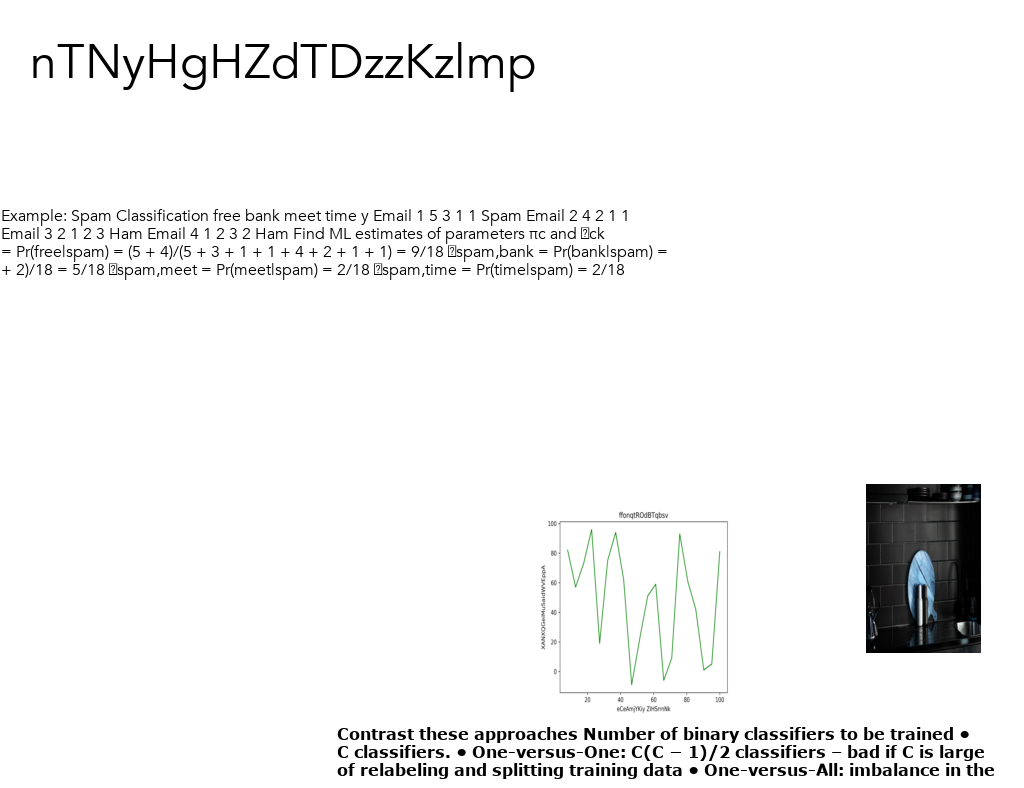 nTNyHgHZdTDzzKzlmp
Example: Spam Classification free bank meet time y Email 1 5 3 1 1 Spam Email 2 4 2 1 1
Email 3 2 1 2 3 Ham Email 4 1 2 3 2 Ham Find ML estimates of parameters πc and ck
= Pr(free|spam) = (5 + 4)/(5 + 3 + 1 + 1 + 4 + 2 + 1 + 1) = 9/18 spam,bank = Pr(bank|spam) =
+ 2)/18 = 5/18 spam,meet = Pr(meet|spam) = 2/18 spam,time = Pr(time|spam) = 2/18
ffonqtROdBTqbsv
100
80
60
40
20
0
XANXQGeiMuSaidWVEppA
20 40 60 80 100
eCeAmjYKiy ZIHSrmNk
Contrast these approaches Number of binary classifiers to be trained •
C classifiers. • One-versus-One: C(C − 1)/2 classifiers – bad if C is large
of relabeling and splitting training data • One-versus-All: imbalance in the